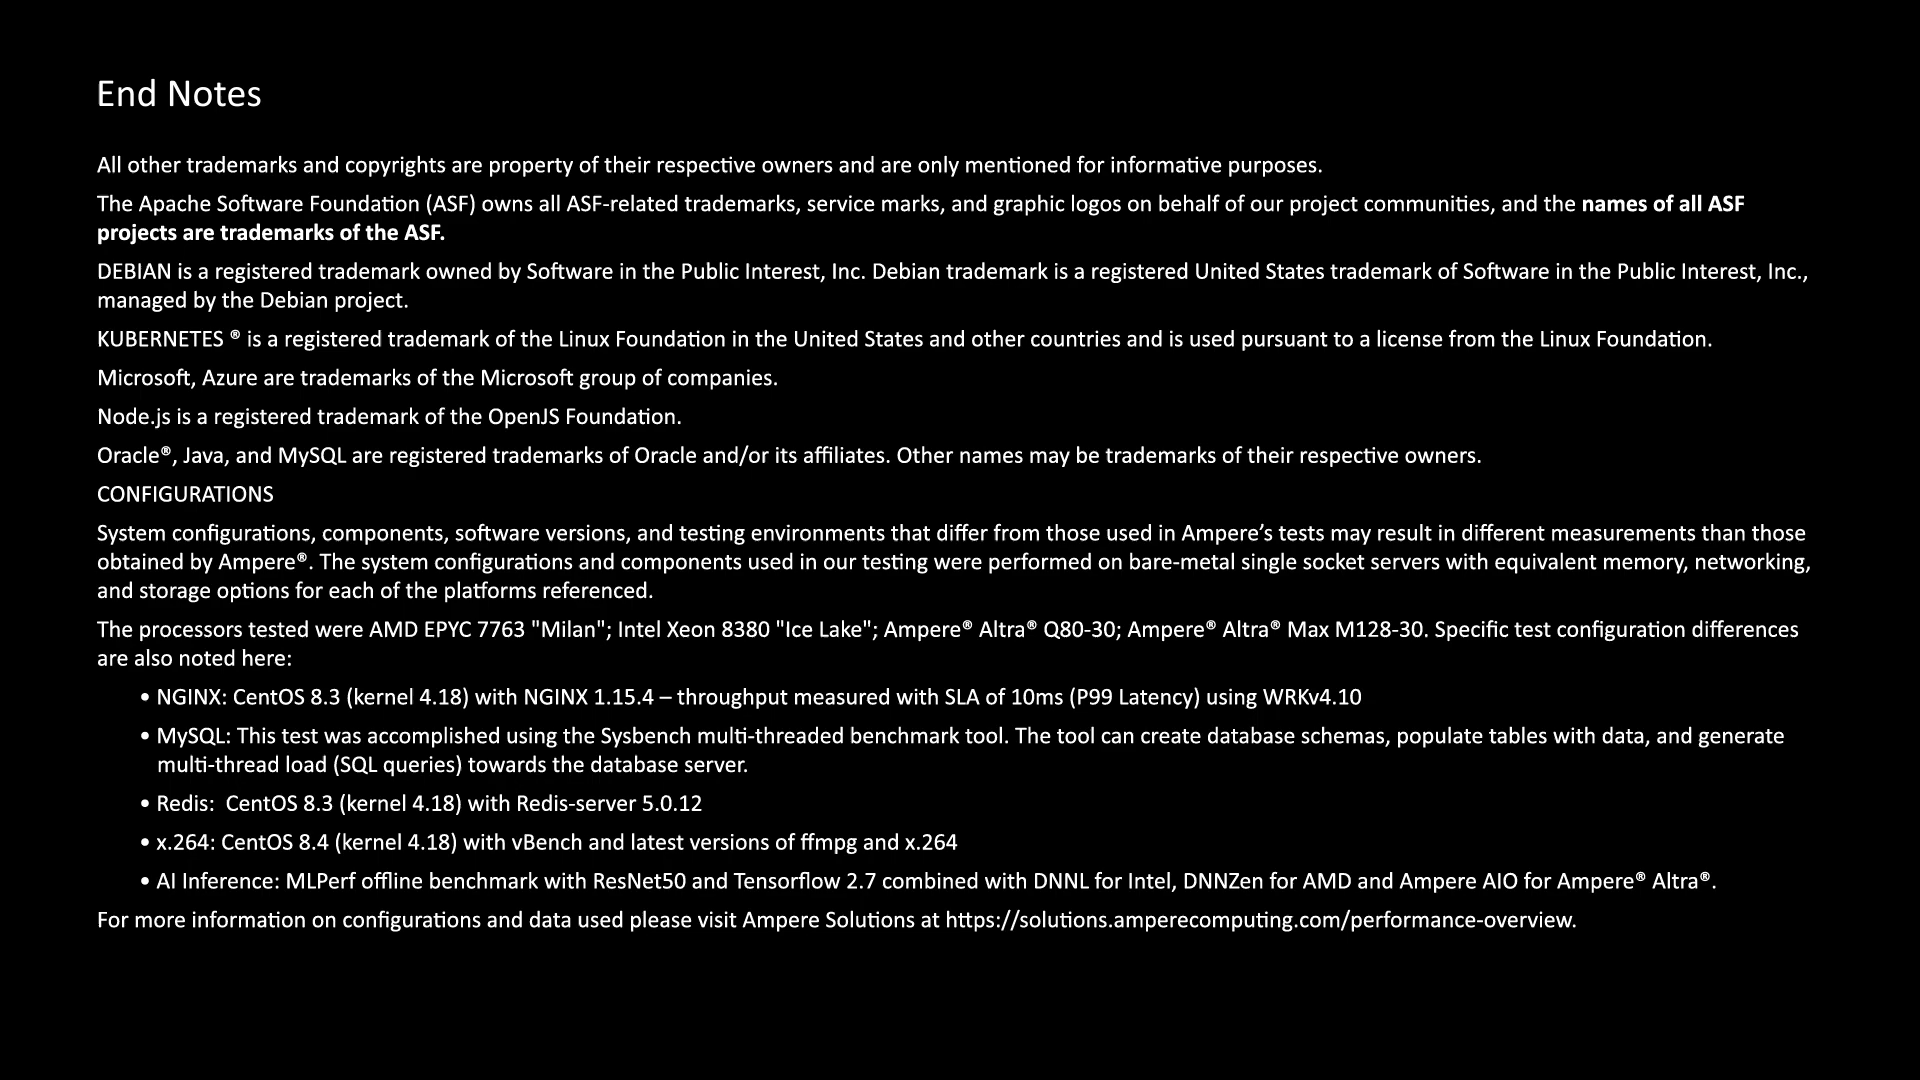 End Notes
All other trademarks and copyrights are property of their respective owners and are only mentioned for informative purposes.
The Apache Software Foundation (ASF) owns all ASF-related trademarks, service marks, and graphic logos on behalf of our project communities, and the names of all ASF
projects are trademarks of the ASF.
DEBIAN is a registered trademark owned by Software in the Public Interest, Inc. Debian trademark is a registered United States trademark of Software in the Public Interest, Inc.,
managed by the Debian project.
KUBERNETES ® is a registered trademark of the Linux Foundation in the United States and other countries and is used pursuant to a license from the Linux Foundation.
Microsoft, Azure are trademarks of the Microsoft group of companies.
Node.js is a registered trademark of the OpenJS Foundation.
Oracle®, Java, and MySQL are registered trademarks of Oracle and/or its affiliates. Other names may be trademarks of their respective owners.
CONFIGURATIONS
System configurations, components, software versions, and testing environments that differ from those used in Ampere’s tests may result in different measurements than those
obtained by Ampere®. The system configurations and components used in our testing were performed on bare-metal single socket servers with equivalent memory, networking,
and storage options for each of the platforms referenced.
The processors tested were AMD EPYC 7763 "Milan"; Intel Xeon 8380 "Ice Lake"; Ampere® Altra® Q80-30; Ampere® Altra® Max M128-30. Specific test configuration differences
are also noted here:
• NGINX: CentOS 8.3 (kernel 4.18) with NGINX 1.15.4 – throughput measured with SLA of 10ms (P99 Latency) using WRKv4.10
• MySQL: This test was accomplished using the Sysbench multi-threaded benchmark tool. The tool can create database schemas, populate tables with data, and generate
multi-thread load (SQL queries) towards the database server.
• Redis:  CentOS 8.3 (kernel 4.18) with Redis-server 5.0.12
• x.264: CentOS 8.4 (kernel 4.18) with vBench and latest versions of ffmpg and x.264
• AI Inference: MLPerf offline benchmark with ResNet50 and Tensorflow 2.7 combined with DNNL for Intel, DNNZen for AMD and Ampere AIO for Ampere® Altra®.
For more information on configurations and data used please visit Ampere Solutions at https://solutions.amperecomputing.com/performance-overview.